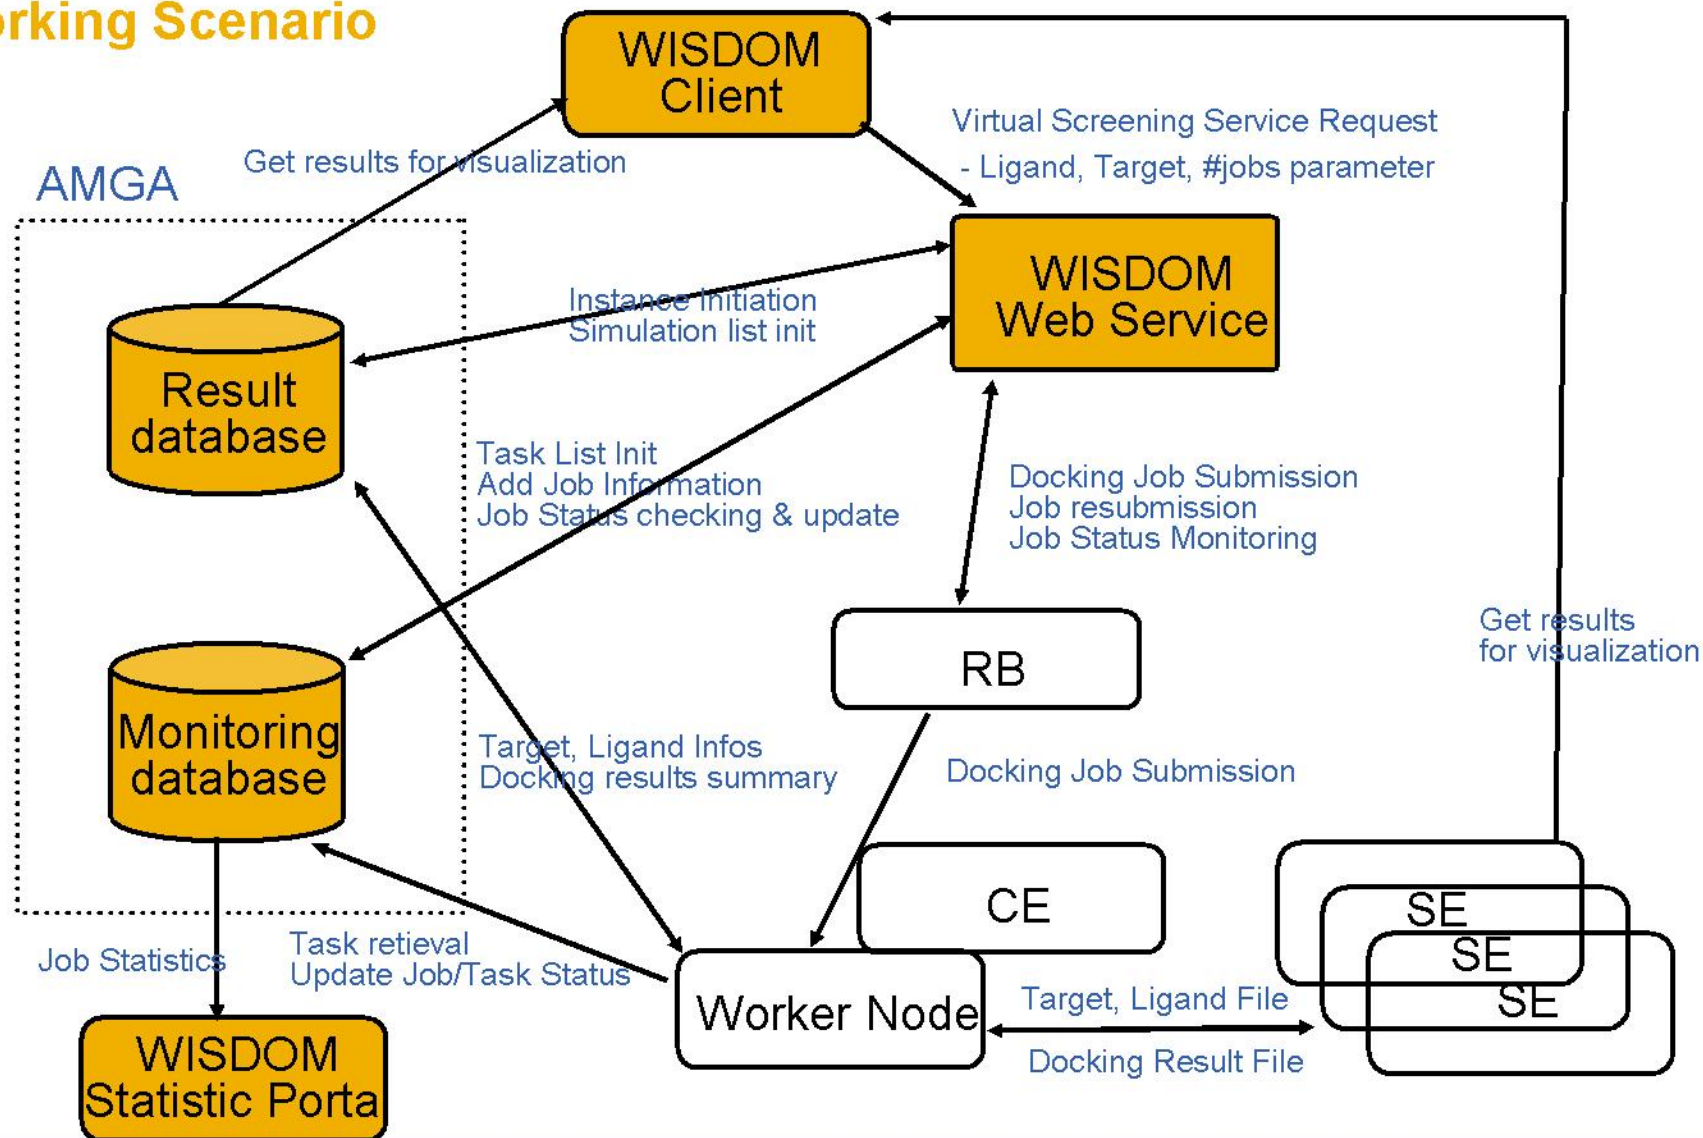 orking Scenario
WISDOM
Client
Virtual Screening Service Request
- Ligand, Target, #jobs parameter
Get results for visualization
AMGA
WISDOM
Web Service
Instance Initiation
Simulation list init
Result
database
Task List Init
Add Job Information
Job Status checking & update
Docking Job Submission
Job resubmission
Job Status Monitoring
Get results
for visualization
RB
Monitoring
database
Target, Ligand Infos
Docking results summary
Docking Job Submission
CE
SE
SE
SE
Job Statistics
Task retieval
Update Job/Task Status
Worker Node
Target, Ligand File
Docking Result File
WISDOM
Statistic Porta